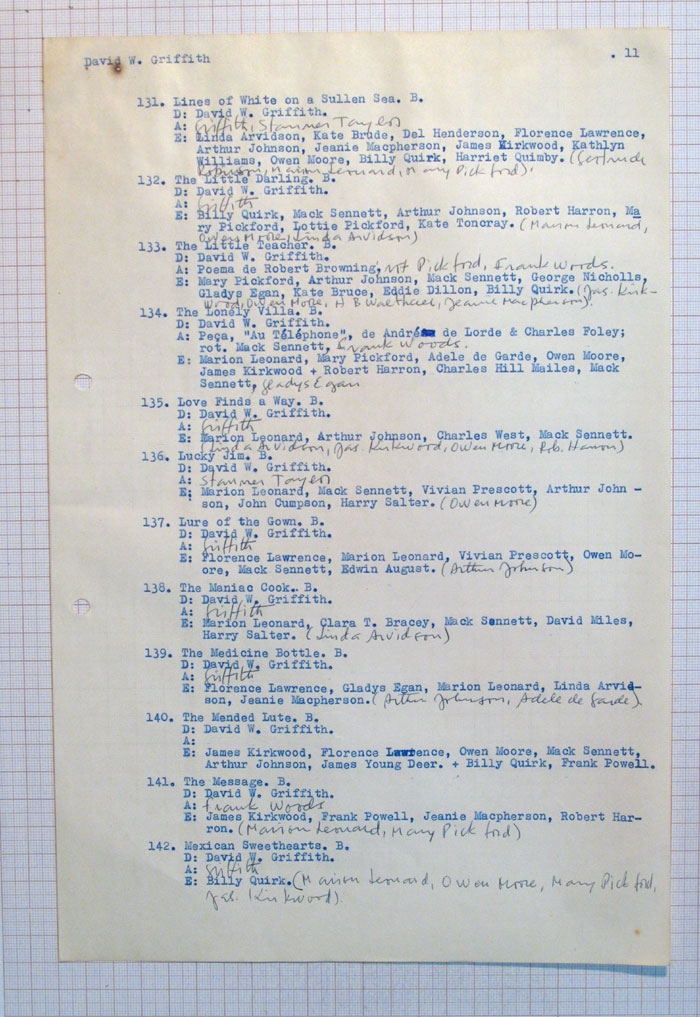 David W. Griffith
. 11
131. Lines of White on a Sullen Sea. B.
D: David W. Griffith.
A: Griffith, Stanner Taylor
E: Linda Arvidson, Kate Brude, Del Henderson, Florence Lawrence,
Arthur Johnson, Jeanie Macpherson, James Kirkwood, Kathlyn
Williams, Owen Moore, Billy Quirk, Harriet Quimby. (Gertrude
Robinson, Marion Leonard, Mary Pickford).
132. The Little Darling. B.
D: David W. Griffith.
A: Griffith
E: Billy Quirk, Mack Sennett, Arthur Johnson, Robert Harron, Ma
ry Pickford, Lottie Pickford, Kate Toncray. (Marion Leonard,
Owen Moore, Linda Arvidson)
133. The Little Teacher. B.
D: David W. Griffith.
A: Poema de Robert Browning, not Pickford, Frank Woods.
E: Mary Pickford, Arthur Johnson, Mack Sennett, George Nicholls,
Gladys Egan, Kate Bruce, Eddie Dillon, Billy Quirk. (Jas. Kirk-
wood, Owen Moore, H B Walthall, Jeanie Macpherson).
134. The Lonely Villa. B.
D: David W. Griffith.
A: Peça, "Au Téléphone", de André de Lorde & Charles Foley;
rot. Mack Sennett, Frank Woods.
E: Marion Leonard, Mary Pickford, Adele de Garde, Owen Moore,
James Kirkwood + Robert Harron, Charles Hill Mailes, Mack
Sennett, Gladys Egan
135. Love Finds a Way. B.
D: David W. Griffith.
A: Griffith
E: Marion Leonard, Arthur Johnson, Charles West, Mack Sennett.
(Linda Arvidson, Jas. Kirkwood, Owen Moore, Rob. Harron)
136. Lucky Jim. B.
D: David W. Griffith.
A: Stanner Taylor
E: Marion Leonard, Mack Sennett, Vivian Prescott, Arthur John -
son, John Cumpson, Harry Salter. (Owen Moore)
137. Lure of the Gown. B.
D: David W. Griffith.
A: Griffith
E: Florence Lawrence, Marion Leonard, Vivian Prescott, Owen Mo-
ore, Mack Sennett, Edwin August. (Arthur Johnson)
138. The Maniac Cook. B.
D: David W. Griffith.
A: Griffith
E: Marion Leonard, Clara T. Bracey, Mack Sennett, David Miles,
Harry Salter. (Linda Arvidson)
139. The Medicine Bottle. B.
D: David W. Griffith.
A: Griffith
E: Florence Lawrence, Gladys Egan, Marion Leonard, Linda Arvid-
son, Jeanie Macpherson. (Arthur Johnson, Adele de Garde).
140. The Mended Lute. B.
D: David W. Griffith.
A:
E: James Kirkwood, Florence Lawrence, Owen Moore, Mack Sennett,
Arthur Johnson, James Young Deer. + Billy Quirk, Frank Powell.
141. The Message. B.
D: David W. Griffith.
A: Frank Woods
E: James Kirkwood, Frank Powell, Jeanie Macpherson, Robert Har-
ron. (Marion Leonard, Mary Pickford)
142. Mexican Sweethearts. B.
D: David W. Griffith.
A: Griffith
E: Billy Quirk. (Marion Leonard, Owen Moore, Mary Pickford,
Jas. Kirkwood).